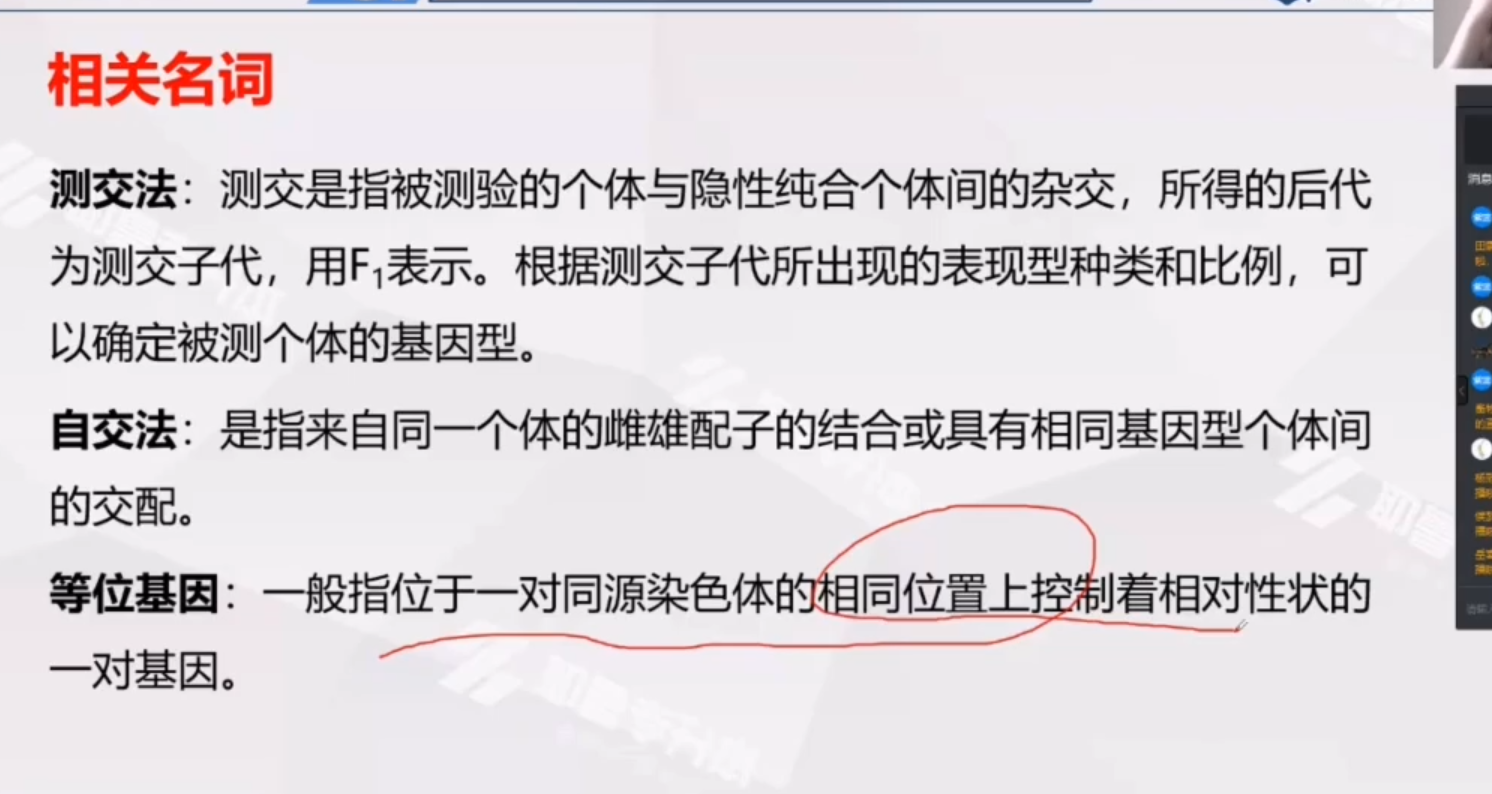 相关名词
测交法：测交是指被测验的个体与隐性纯合个体间的杂交，所得的后代
为测交子代，用F₁表示。根据测交子代所出现的表现型种类和比例，可
以确定被测个体的基因型。
自交法：是指来自同一个体的雌雄配子的结合或具有相同基因型个体间
的交配。
等位基因：一般指位于一对同源染色体的相同位置上控制着相对性状的
一对基因。
消息